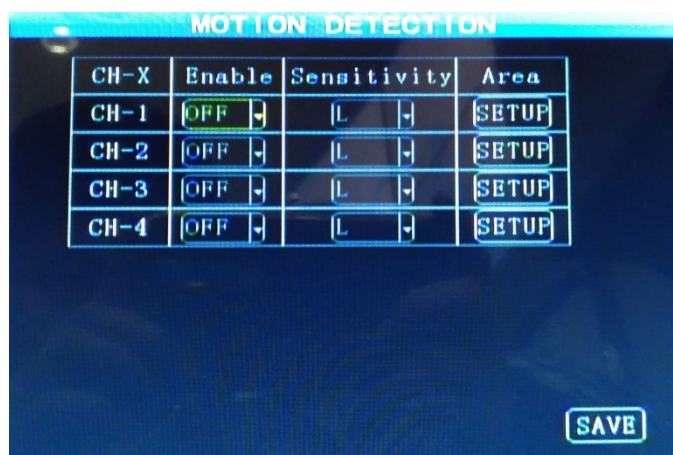 MOTION DETECTION
CH-X Enable Sensitivity Area
CH-1 OFF L SETUP
CH-2 OFF L SETUP
CH-3 OFF L SETUP
CH-4 OFF L SETUP
SAVE